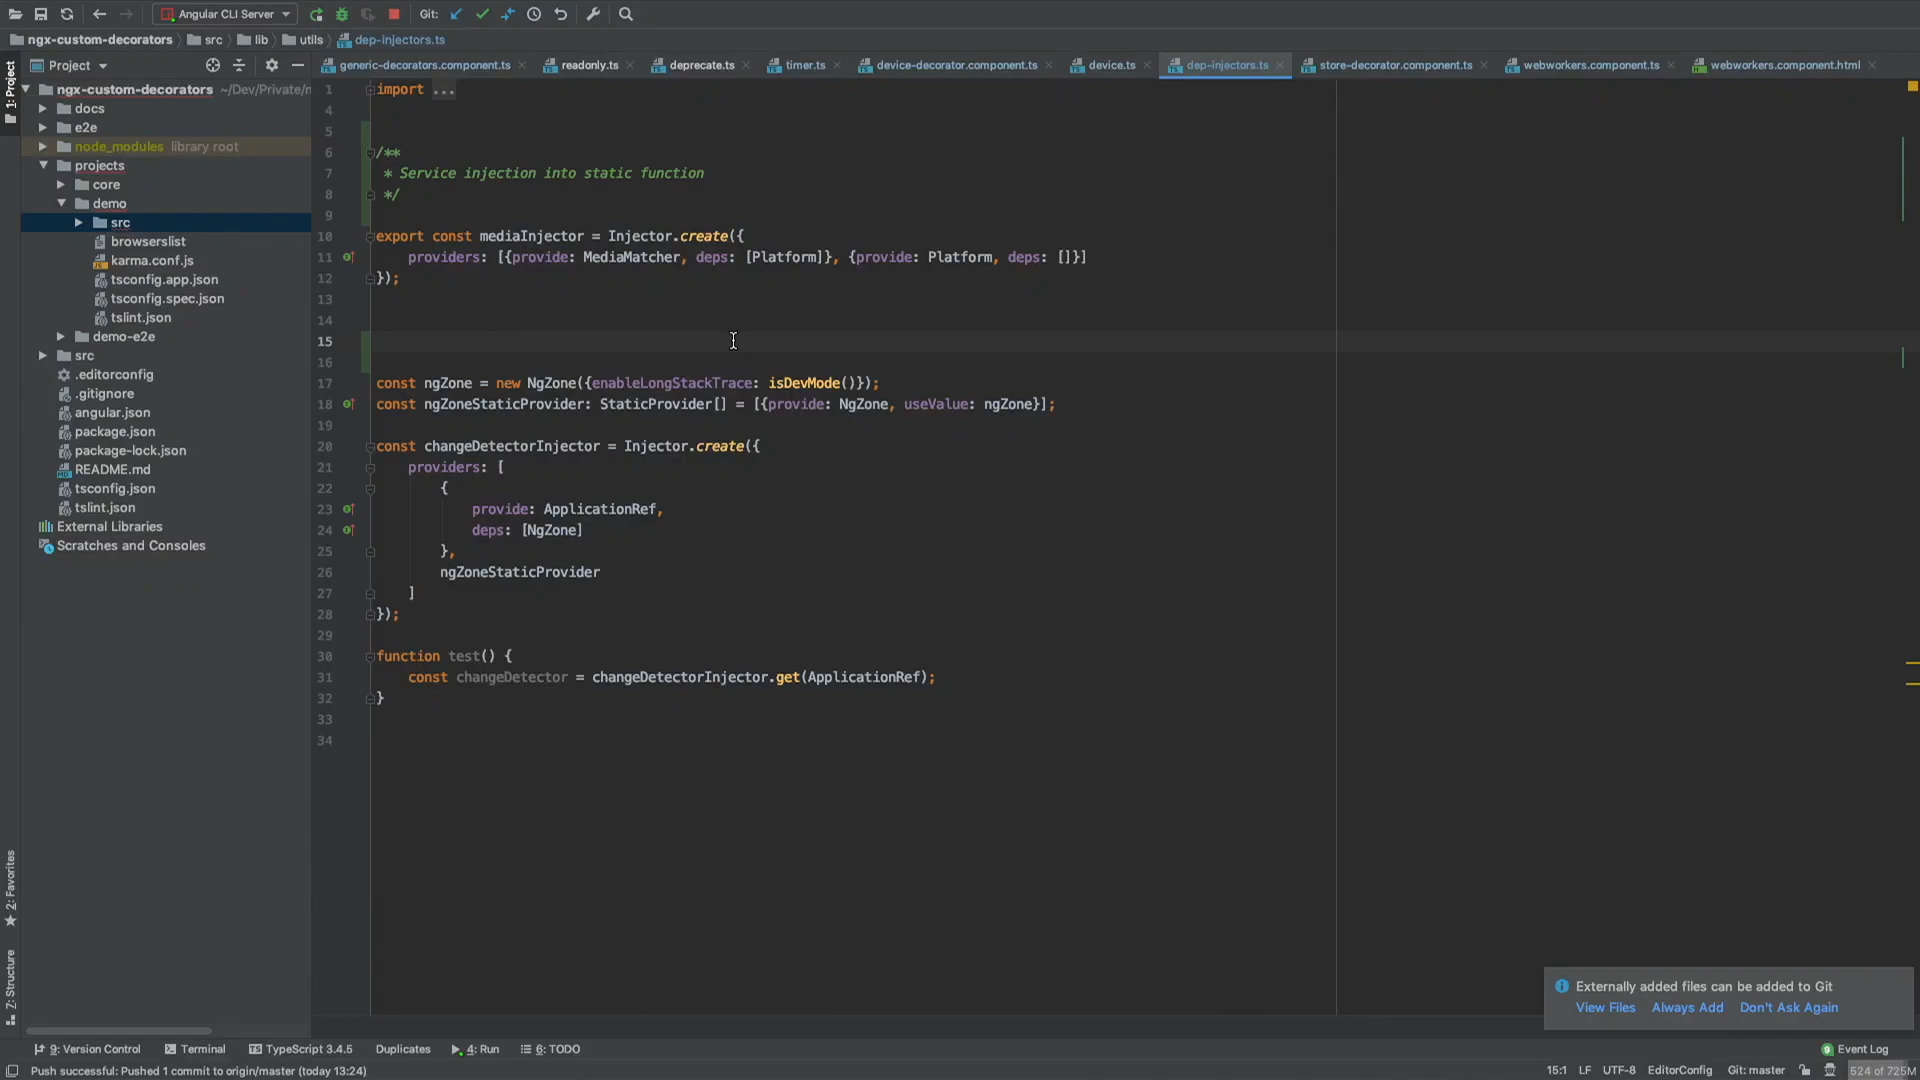 Angular CLI Server
Git:
ngx-custom-decorators
src
lib
utils
dep-injectors.ts
1: Project
Project
generic-decorators.component.ts
readonly.ts
deprecate.ts
timer.ts
device-decorator.component.ts
device.ts
dep-injectors.ts
store-decorator.component.ts
webworkers.component.ts
webworkers.component.html
ngx-custom-decorators ~/Dev/Private/n
docs
e2e
node_modules library root
projects
core
demo
src
browserslist
karma.conf.js
tsconfig.app.json
tsconfig.spec.json
tslint.json
demo-e2e
src
.editorconfig
.gitignore
angular.json
package.json
package-lock.json
README.md
tsconfig.json
tslint.json
External Libraries
Scratches and Consoles
1 import ...
4
5
6 /**
7 * Service injection into static function
8 */
9
10 export const mediaInjector = Injector.create({
11 providers: [{provide: MediaMatcher, deps: [Platform]}, {provide: Platform, deps: []}]
12 });
13
14
15
16
17 const ngZone = new NgZone({enableLongStackTrace: isDevMode()});
18 const ngZoneStaticProvider: StaticProvider[] = [{provide: NgZone, useValue: ngZone}];
19
20 const changeDetectorInjector = Injector.create({
21 providers: [
22 {
23 provide: ApplicationRef,
24 deps: [NgZone]
25 },
26 ngZoneStaticProvider
27 ]
28 });
29
30 function test() {
31 const changeDetector = changeDetectorInjector.get(ApplicationRef);
32 }
33
34
2: Favorites
Z: Structure
Externally added files can be added to Git
View Files Always Add Don't Ask Again
9: Version Control
Terminal
TypeScript 3.4.5
Duplicates
4: Run
6: TODO
9 Event Log
Push successful: Pushed 1 commit to origin/master (today 13:24)
15:1 LF UTF-8 EditorConfig Git: master 524 of 725M